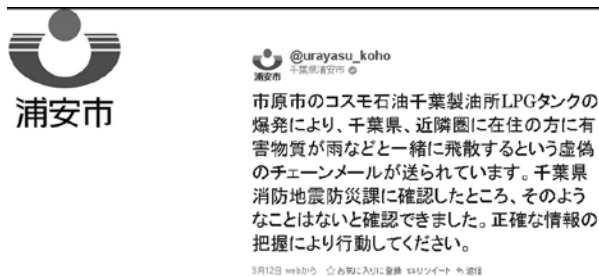 浦安市
@urayasu_koho
浦安市
千葉県浦安市
市原市のコスモ石油千葉製油所LPGタンクの
爆発により、千葉県、近隣圏に在住の方に有
害物質が雨などと一緒に飛散するという虚偽
のチェーンメールが送られています。千葉県
消防地震防災課に確認したところ、そのよう
なことはないと確認できました。正確な情報の
把握により行動してください。
3月12日 webから ☆お気に入りに登録 リツイート 返信